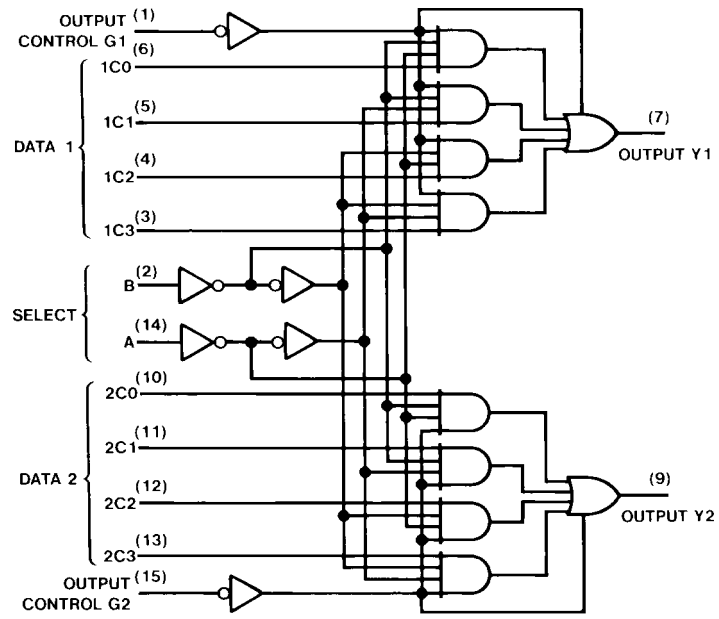 OUTPUT (1)
CONTROL G1
(6)
1C0
(5)
1C1
DATA 1
(4)
1C2
(3)
1C3
(7)
OUTPUT Y1
(2)
B
SELECT
(14)
A
(10)
2C0
(11)
2C1
DATA 2
(12)
2C2
(13)
2C3
(9)
OUTPUT Y2
OUTPUT (15)
CONTROL G2